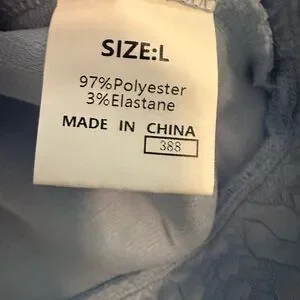 SIZE:L
97%Polyester
3%Elastane
MADE IN CHINA
388